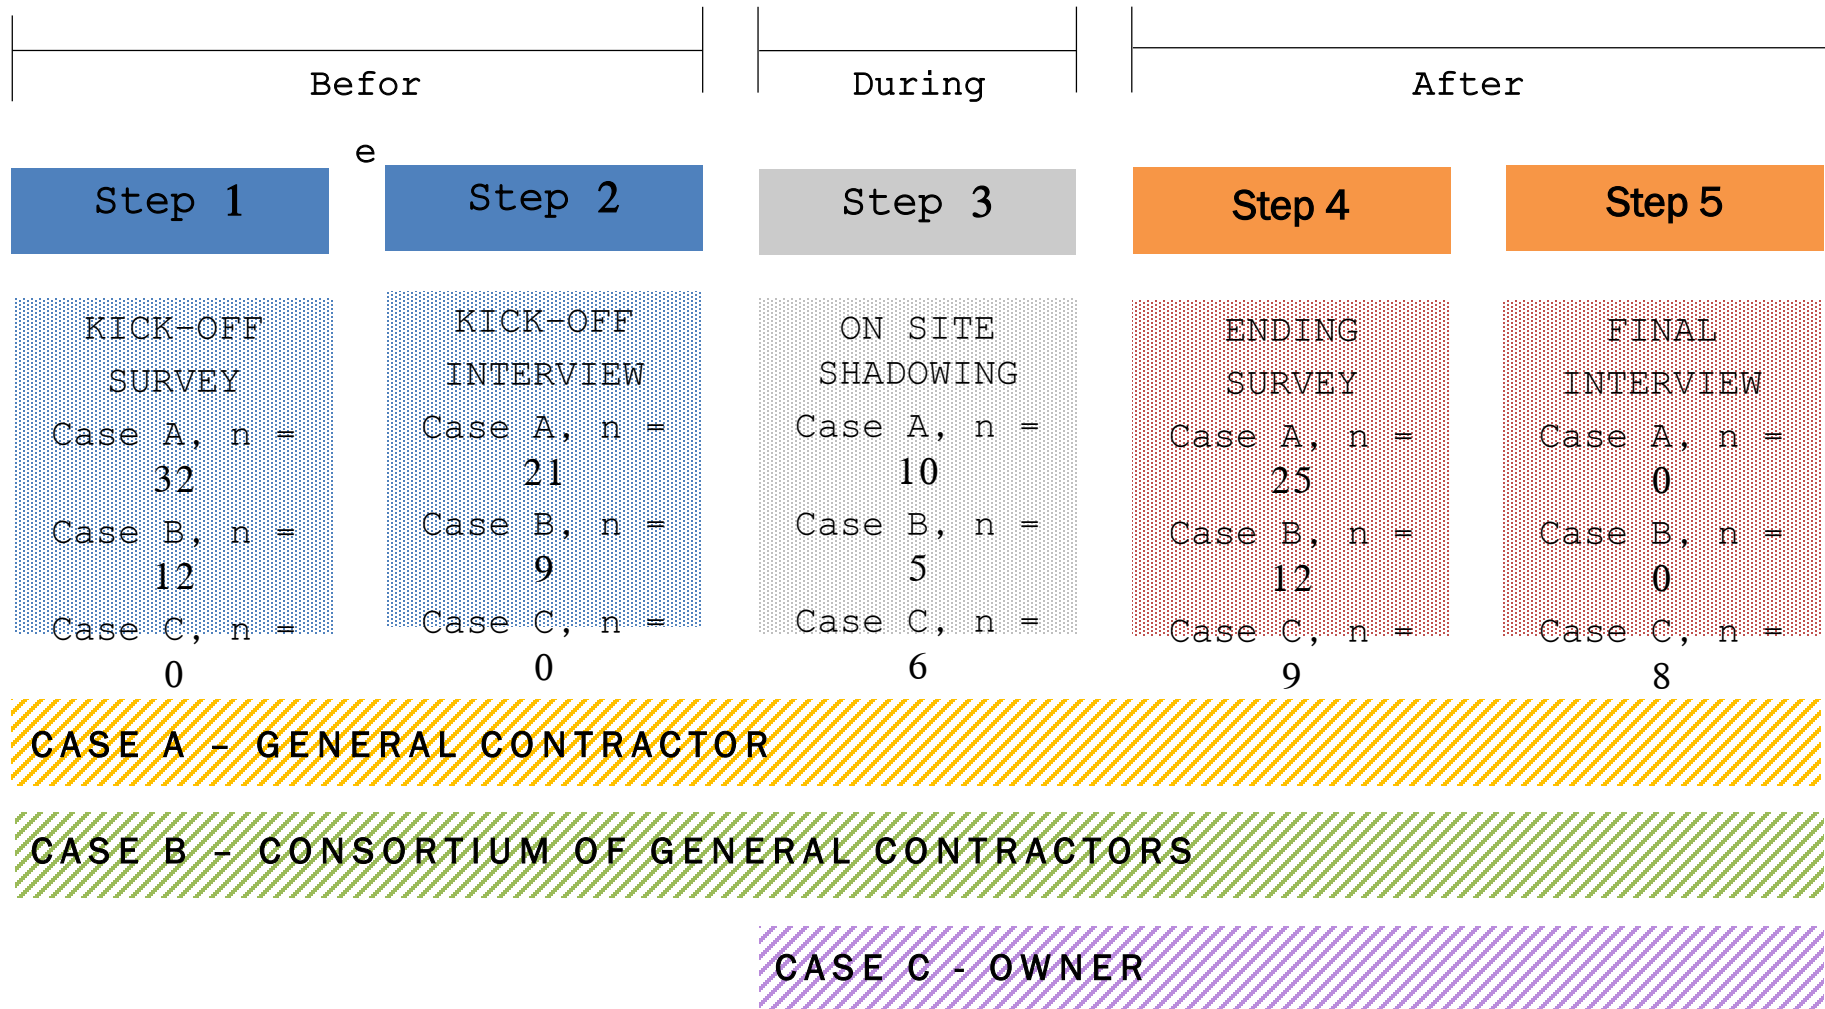 Befor
e
During
After
Step 1
Step 2
Step 3
Step 4
Step 5
KICK-OFF
SURVEY
Case A, n =
32
Case B, n =
12
Case C, n =
0
KICK-OFF
INTERVIEW
Case A, n =
21
Case B, n =
9
Case C, n =
0
ON SITE
SHADOWING
Case A, n =
10
Case B, n =
5
Case C, n =
6
ENDING
SURVEY
Case A, n =
25
Case B, n =
12
Case C, n =
9
FINAL
INTERVIEW
Case A, n =
0
Case B, n =
0
Case C, n =
8
CASE A – GENERAL CONTRACTOR
CASE B – CONSORTIUM OF GENERAL CONTRACTORS
CASE C - OWNER